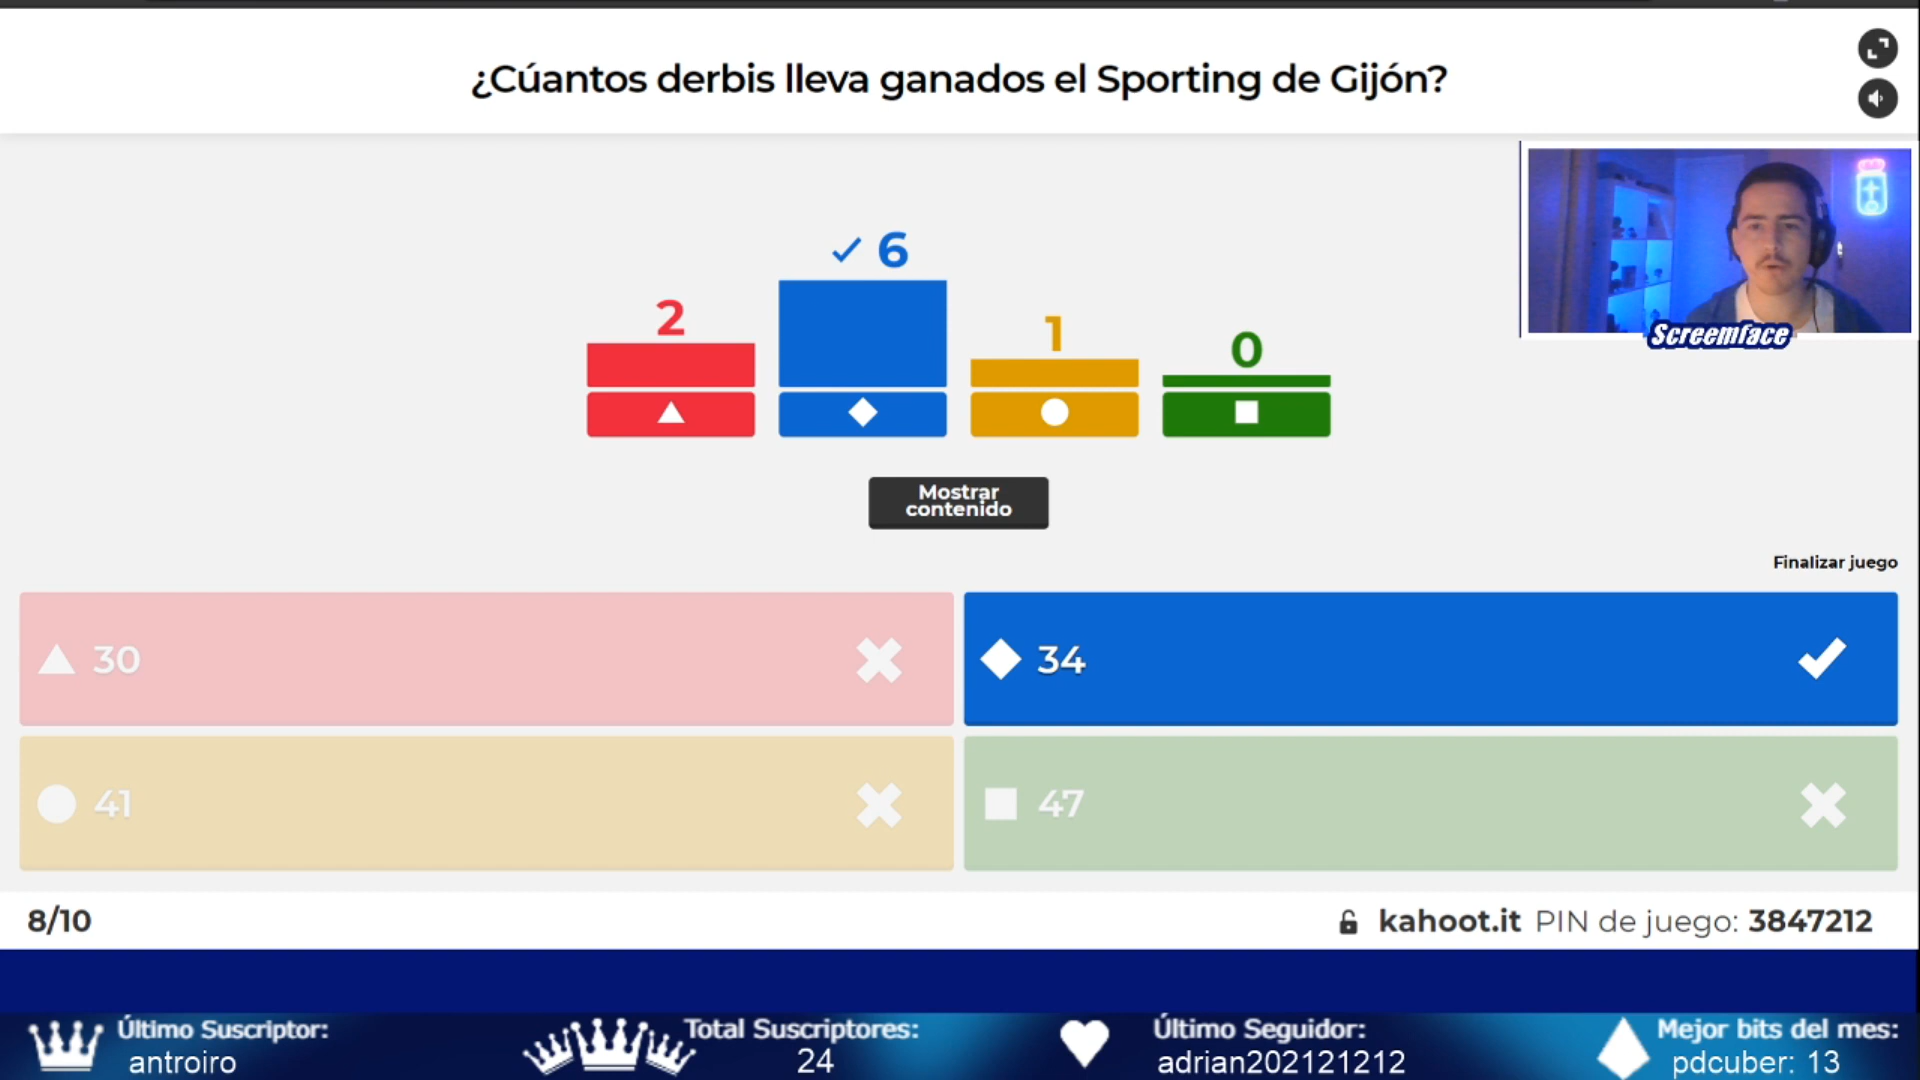 ¿Cúantos derbis lleva ganados el Sporting de Gijón?
Screemface
6
2
1
0
Mostrar
contenido
Finalizar juego
30
34
41
47
8/10
kahoot.it PIN de juego: 3847212
Último Suscriptor:
antroiro
Total Suscriptores:
24
Último Seguidor:
adrian202121212
Mejor bits del mes:
pdcuber: 13